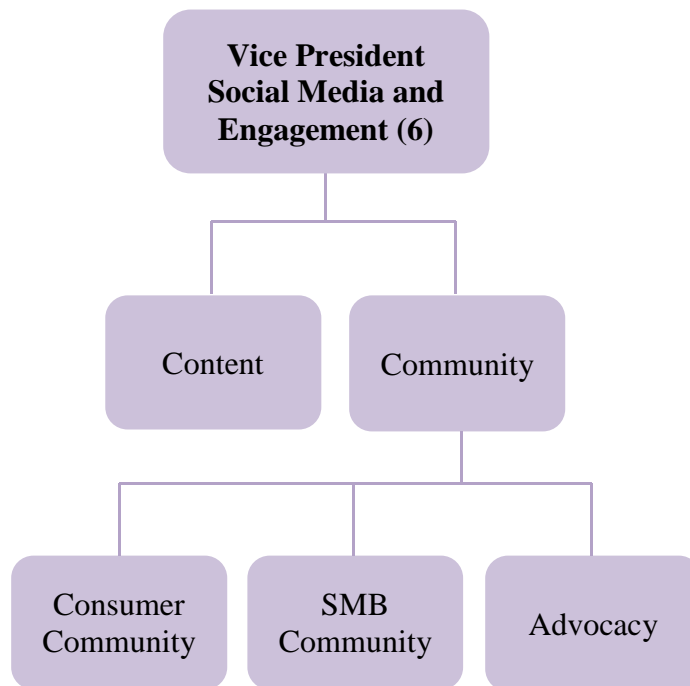 Vice President
Social Media and
Engagement (6)
Content
Community
Consumer
Community
SMB
Community
Advocacy